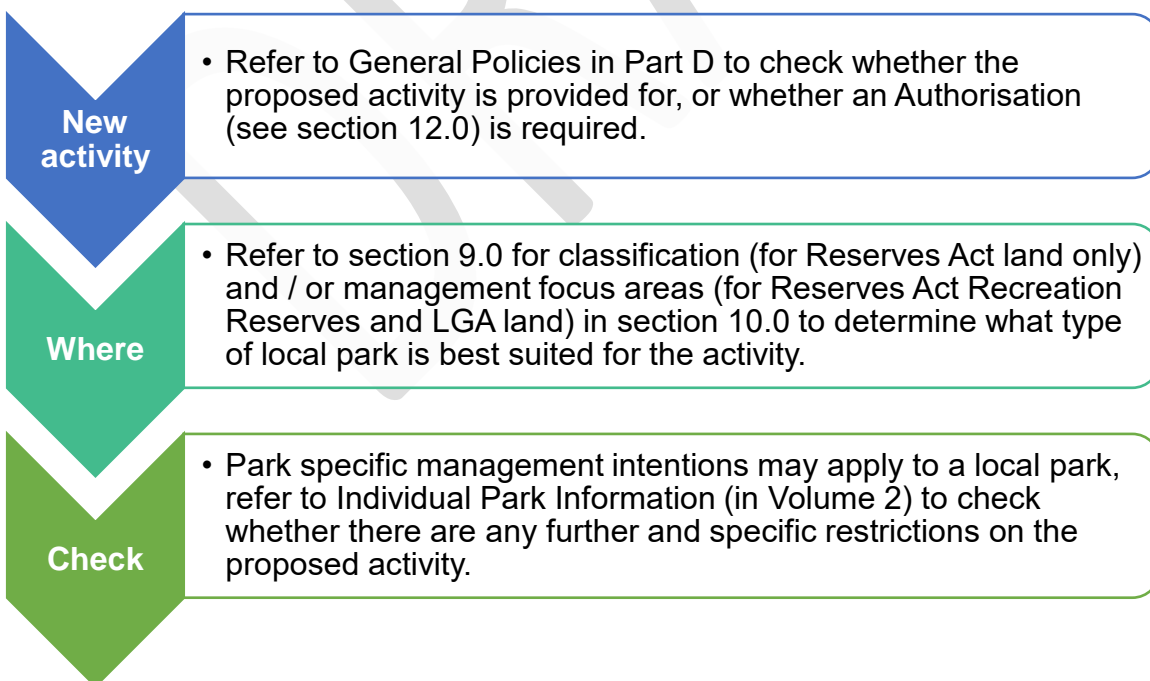 New
activity
• Refer to General Policies in Part D to check whether the
proposed activity is provided for, or whether an Authorisation
(see section 12.0) is required.
Where
• Refer to section 9.0 for classification (for Reserves Act land only)
and / or management focus areas (for Reserves Act Recreation
Reserves and LGA land) in section 10.0 to determine what type
of local park is best suited for the activity.
Check
• Park specific management intentions may apply to a local park,
refer to Individual Park Information (in Volume 2) to check
whether there are any further and specific restrictions on the
proposed activity.